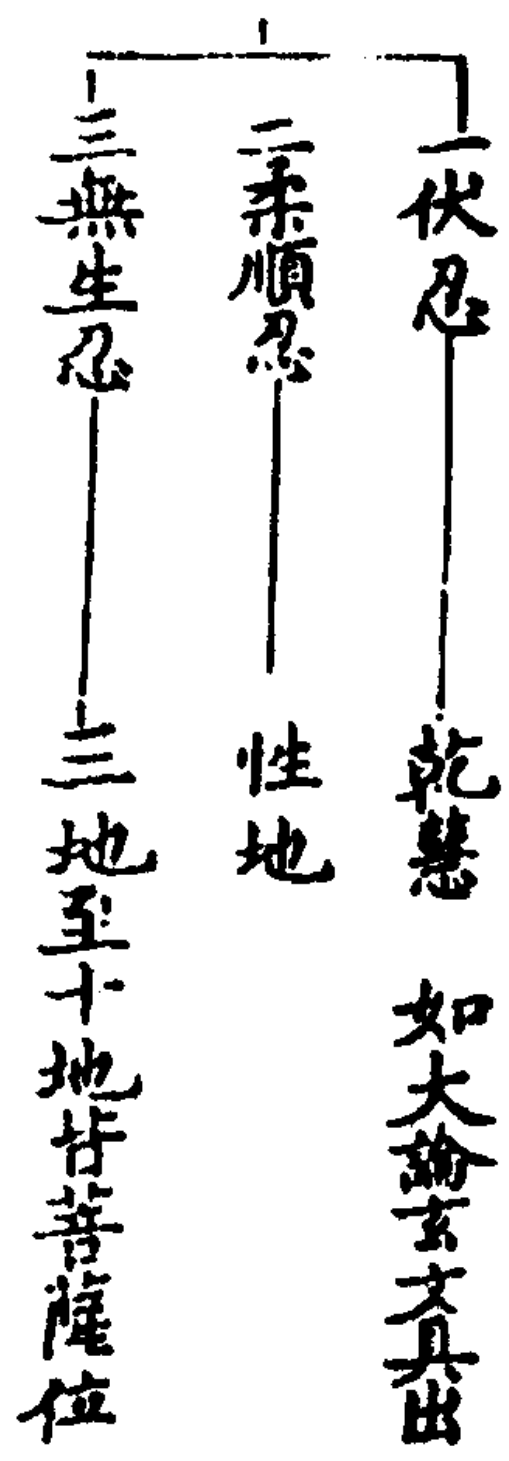 一伏忍
乾慧
如大論玄文具出
二柔順忍
性地
三無生忍
三地至十地皆菩薩位